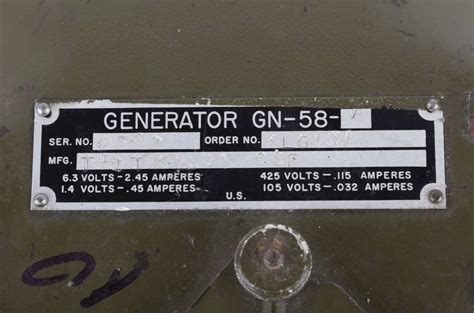 GENERATOR GN-58-A
SER. NO. ORDER NO.
MFG.
6.3 VOLTS-2.45 AMPERES 425 VOLTS-.115 AMPERES
1.4 VOLTS-.45 AMPERES 105 VOLTS-.032 AMPERES
U.S.